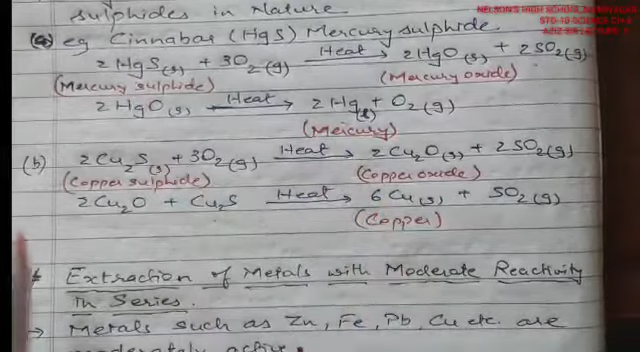 sulphides in Nature
(a) eg Cinnabar (HgS) Mercury sulphide.
2HgS(s) + 3O2(g) Heat → 2HgO(s) + 2SO2(g)
(Mercury sulphide) (Mercury oxide)
2HgO(s) Heat → 2Hg(l) + O2(g)
(Mercury)
(b) 2Cu2S(s) + 3O2(g) Heat → 2Cu2O(s) + 2SO2(g)
(Copper sulphide) (Copper oxide)
2Cu2O + Cu2S Heat → 6Cu(s) + SO2(g)
(Copper)
* Extraction of Metals with Moderate Reactivity
in Series.
→ Metals such as Zn, Fe, Pb, Cu etc. are
moderately active.